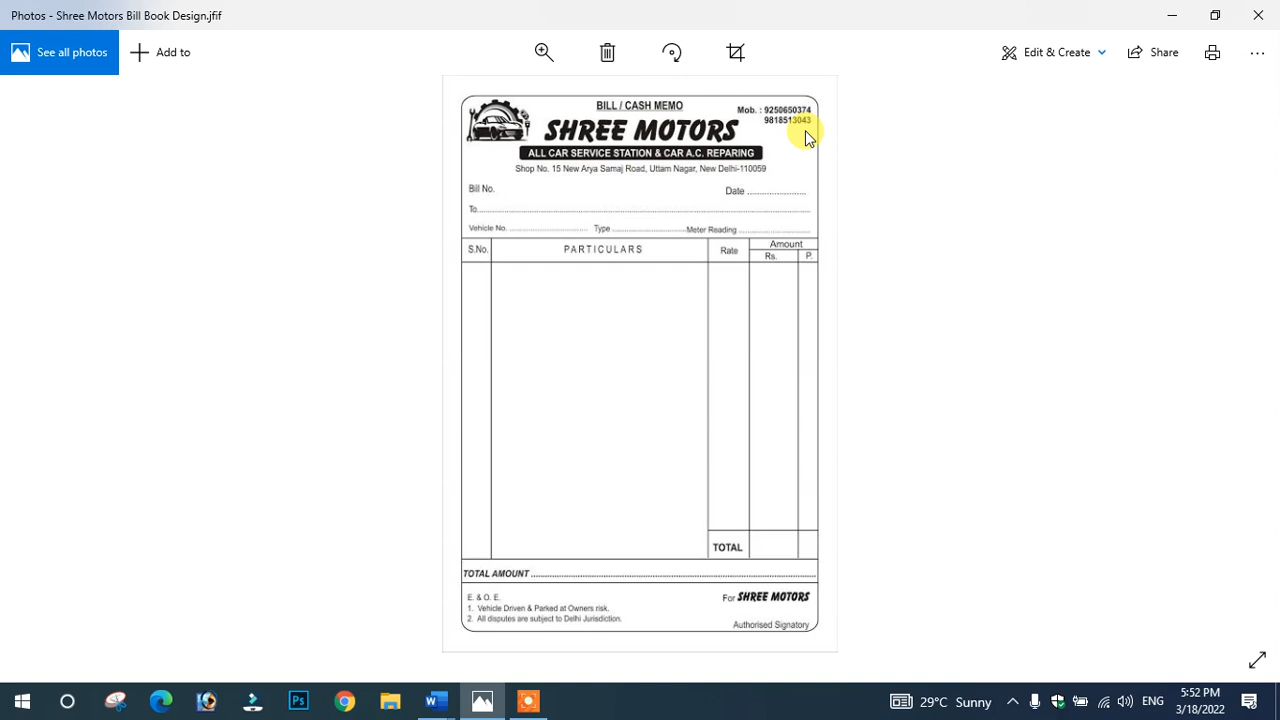 Photos - Shree Motors Bill Book Design.jfif
See all photos
Add to
Edit & Create
Share
BILL / CASH MEMO
Mob. : 9250650374
9818513043
SHREE MOTORS
ALL CAR SERVICE STATION & CAR A.C. REPARING
Shop No. 15 New Arya Samaj Road, Uttam Nagar, New Delhi-110059
Bill No.
Date ......................
To.....................................................................................................................
Vehicle No. ............................ Type ..........................Meter Reading .........................
S.No. PARTICULARS Rate Amount
Rs. P.
TOTAL
TOTAL AMOUNT ...............................................................................................
E. & O. E.
1. Vehicle Driven & Parked at Owners risk.
2. All disputes are subject to Delhi Jurisdiction.
For SHREE MOTORS
Authorised Signatory
Ps
W
29°C Sunny
ENG
5:52 PM
3/18/2022